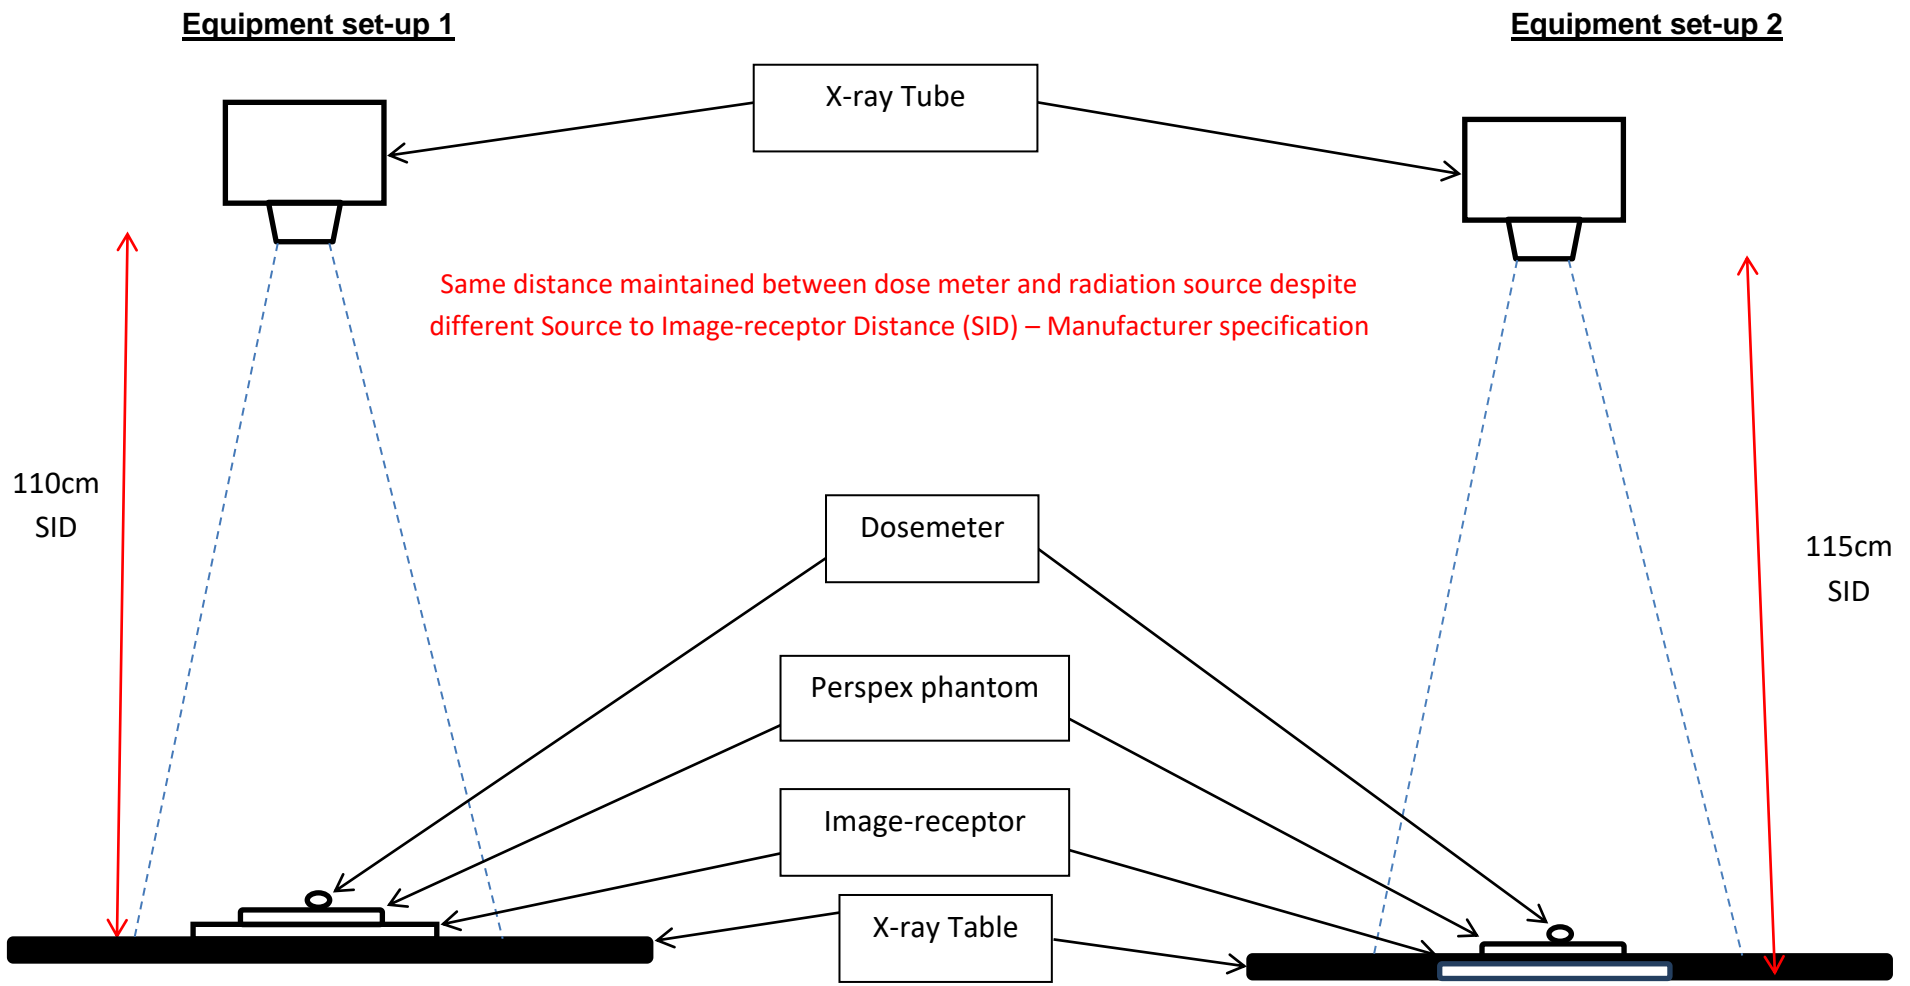 Equipment set-up 1
Equipment set-up 2
X-ray Tube
Same distance maintained between dose meter and radiation source despite
different Source to Image-receptor Distance (SID) – Manufacturer specification
110cm
SID
Dosemeter
115cm
SID
Perspex phantom
Image-receptor
X-ray Table